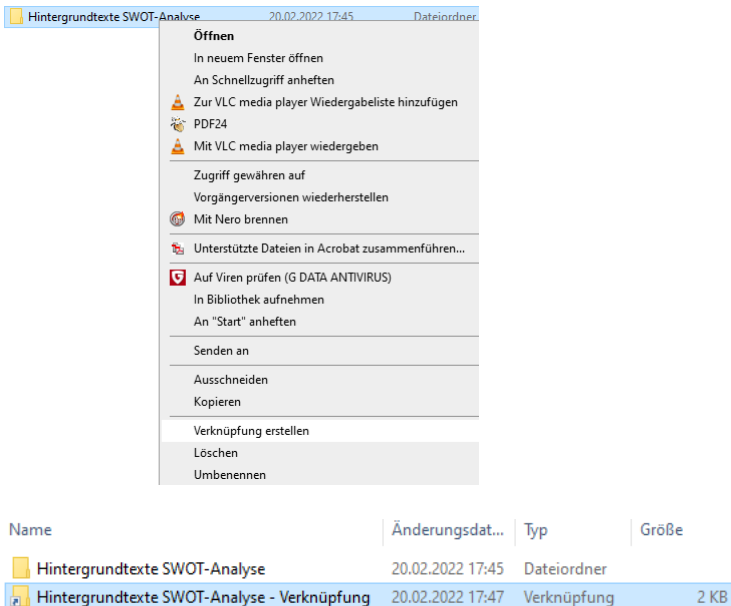 Hintergrundtexte SWOT-Analyse 20.02.2022 17:45 Dateiordner
Öffnen
In neuem Fenster öffnen
An Schnellzugriff anheften
Zur VLC media player Wiedergabeliste hinzufügen
PDF24
Mit VLC media player wiedergeben
Zugriff gewähren auf
Vorgängerversionen wiederherstellen
Mit Nero brennen
Unterstützte Dateien in Acrobat zusammenführen...
Auf Viren prüfen (G DATA ANTIVIRUS)
In Bibliothek aufnehmen
An "Start" anheften
Senden an
Ausschneiden
Kopieren
Verknüpfung erstellen
Löschen
Umbenennen
Name Änderungsdat... Typ Größe
Hintergrundtexte SWOT-Analyse 20.02.2022 17:45 Dateiordner
Hintergrundtexte SWOT-Analyse - Verknüpfung 20.02.2022 17:47 Verknüpfung 2 KB